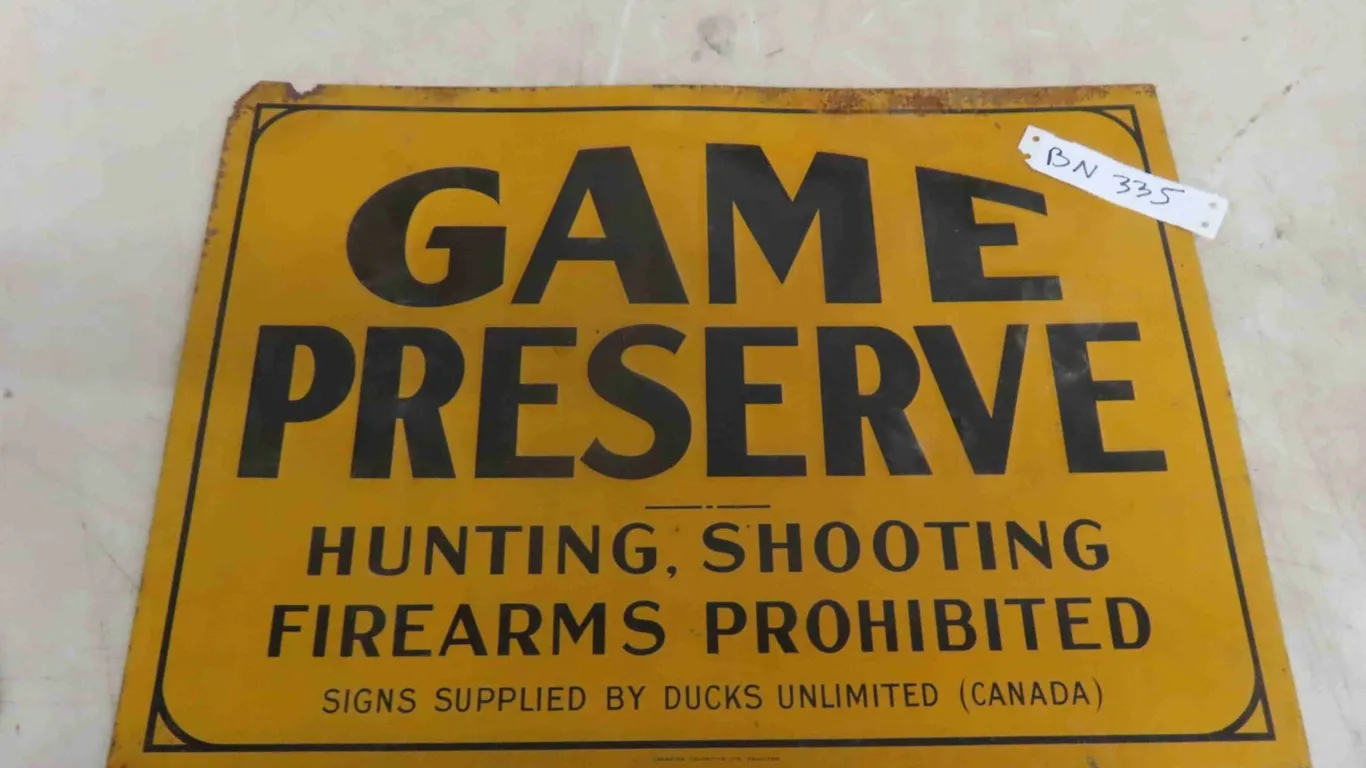 BN 335
GAME
PRESERVE
HUNTING, SHOOTING
FIREARMS PROHIBITED
SIGNS SUPPLIED BY DUCKS UNLIMITED (CANADA)